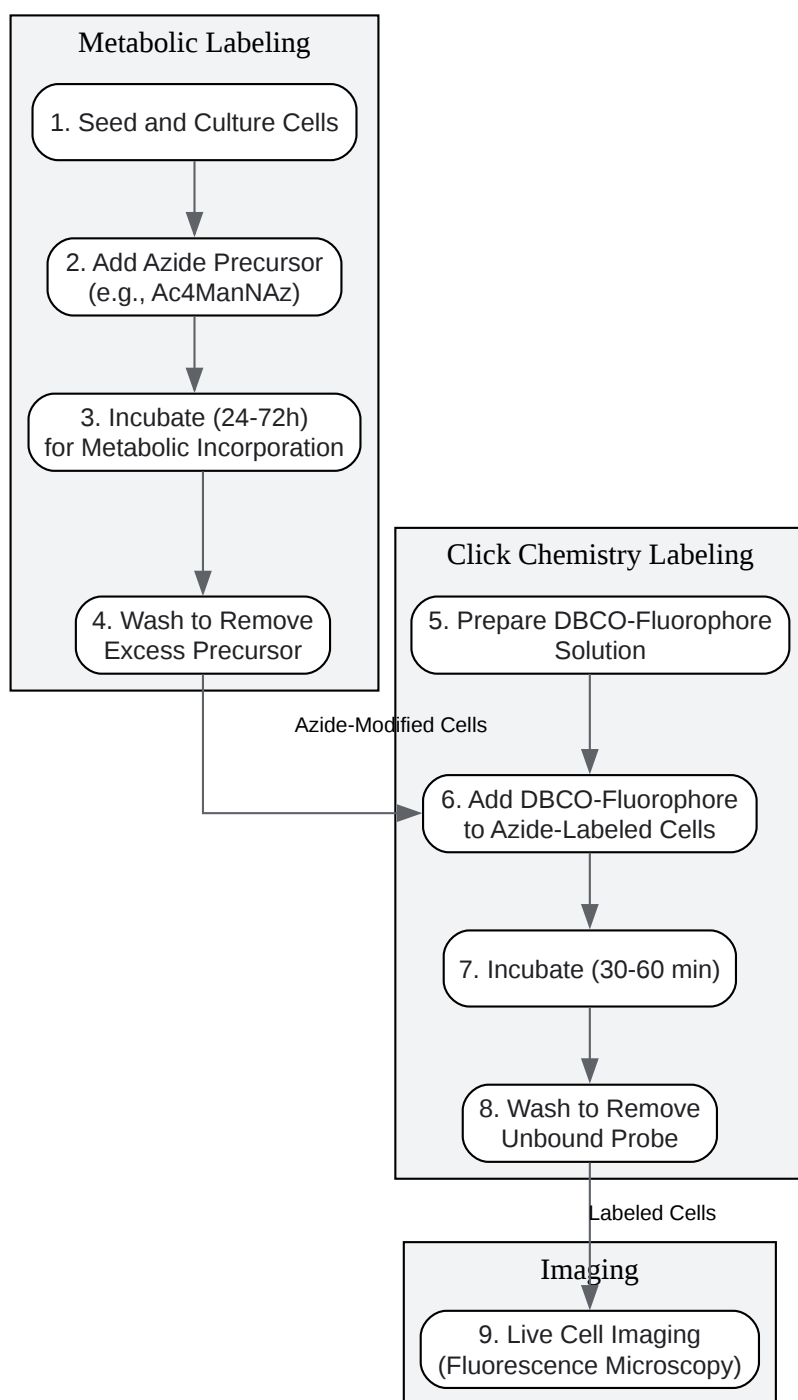 Metabolic Labeling
1. Seed and Culture Cells
2. Add Azide Precursor
(e.g., Ac4ManNAz)
3. Incubate (24-72h)
for Metabolic Incorporation
4. Wash to Remove
Excess Precursor
Azide-Modified Cells
Click Chemistry Labeling
5. Prepare DBCO-Fluorophore
Solution
6. Add DBCO-Fluorophore
to Azide-Labeled Cells
7. Incubate (30-60 min)
8. Wash to Remove
Unbound Probe
Labeled Cells
Imaging
9. Live Cell Imaging
(Fluorescence Microscopy)